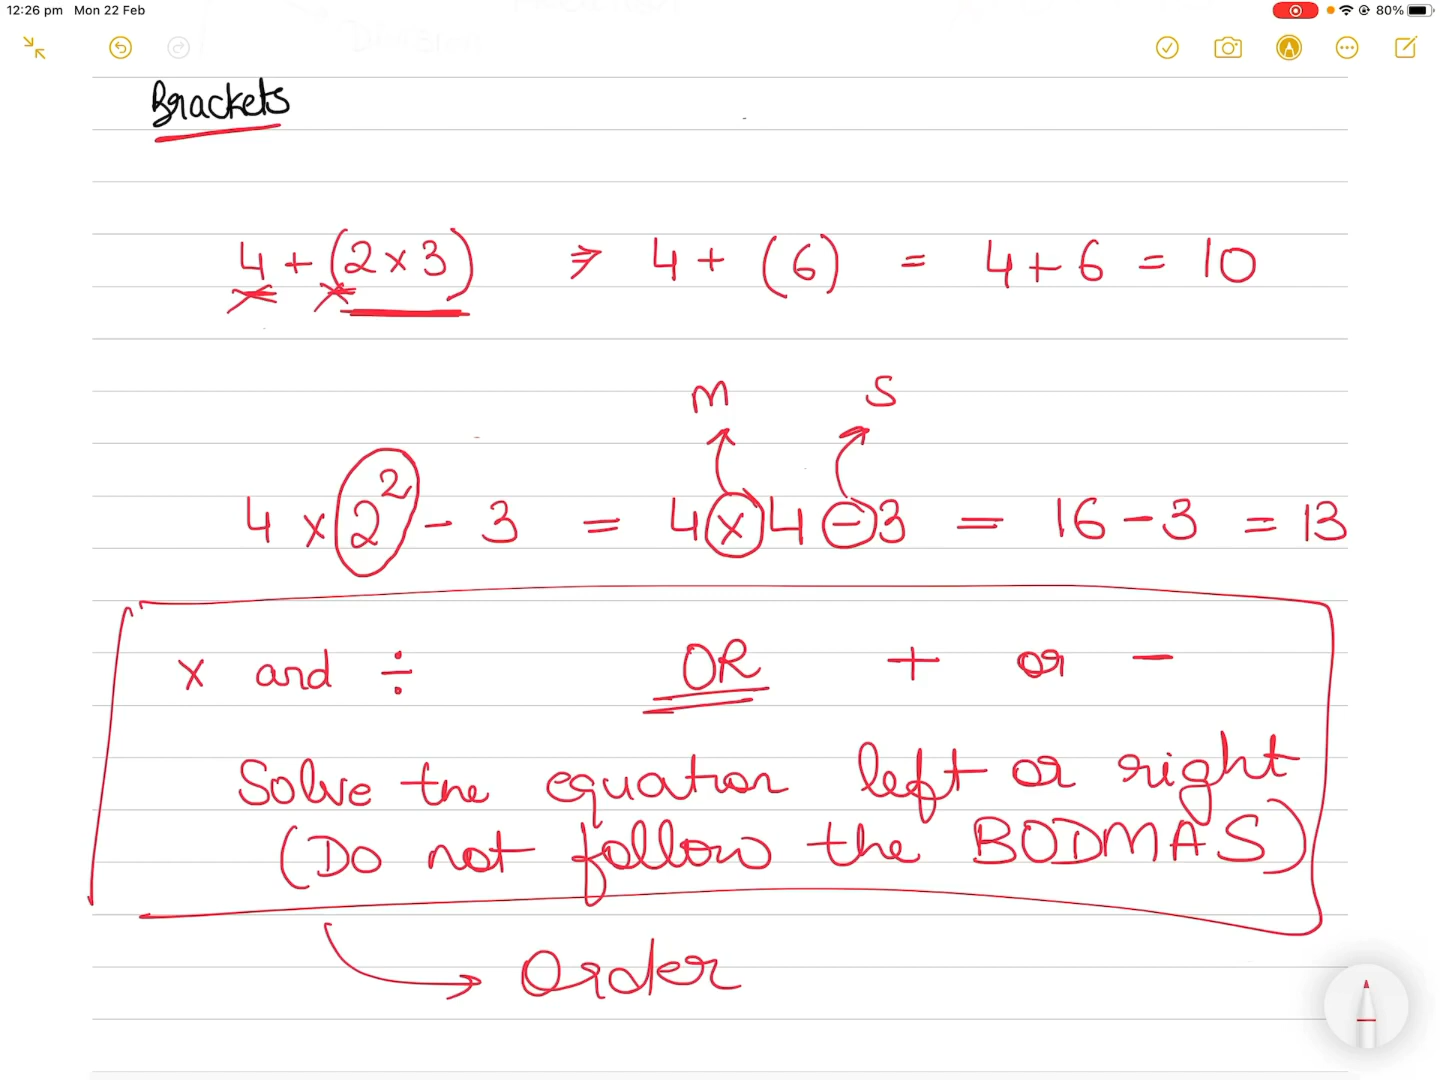 12:26 pm Mon 22 Feb 80%
Brackets
4 + (2 × 3) ⇒ 4 + (6) = 4 + 6 = 10
M S
4 × 2² - 3 = 4 × 4 - 3 = 16 - 3 = 13
× and ÷ OR + or -
Solve the equation left or right
(Do not follow the BODMAS)
→ Order